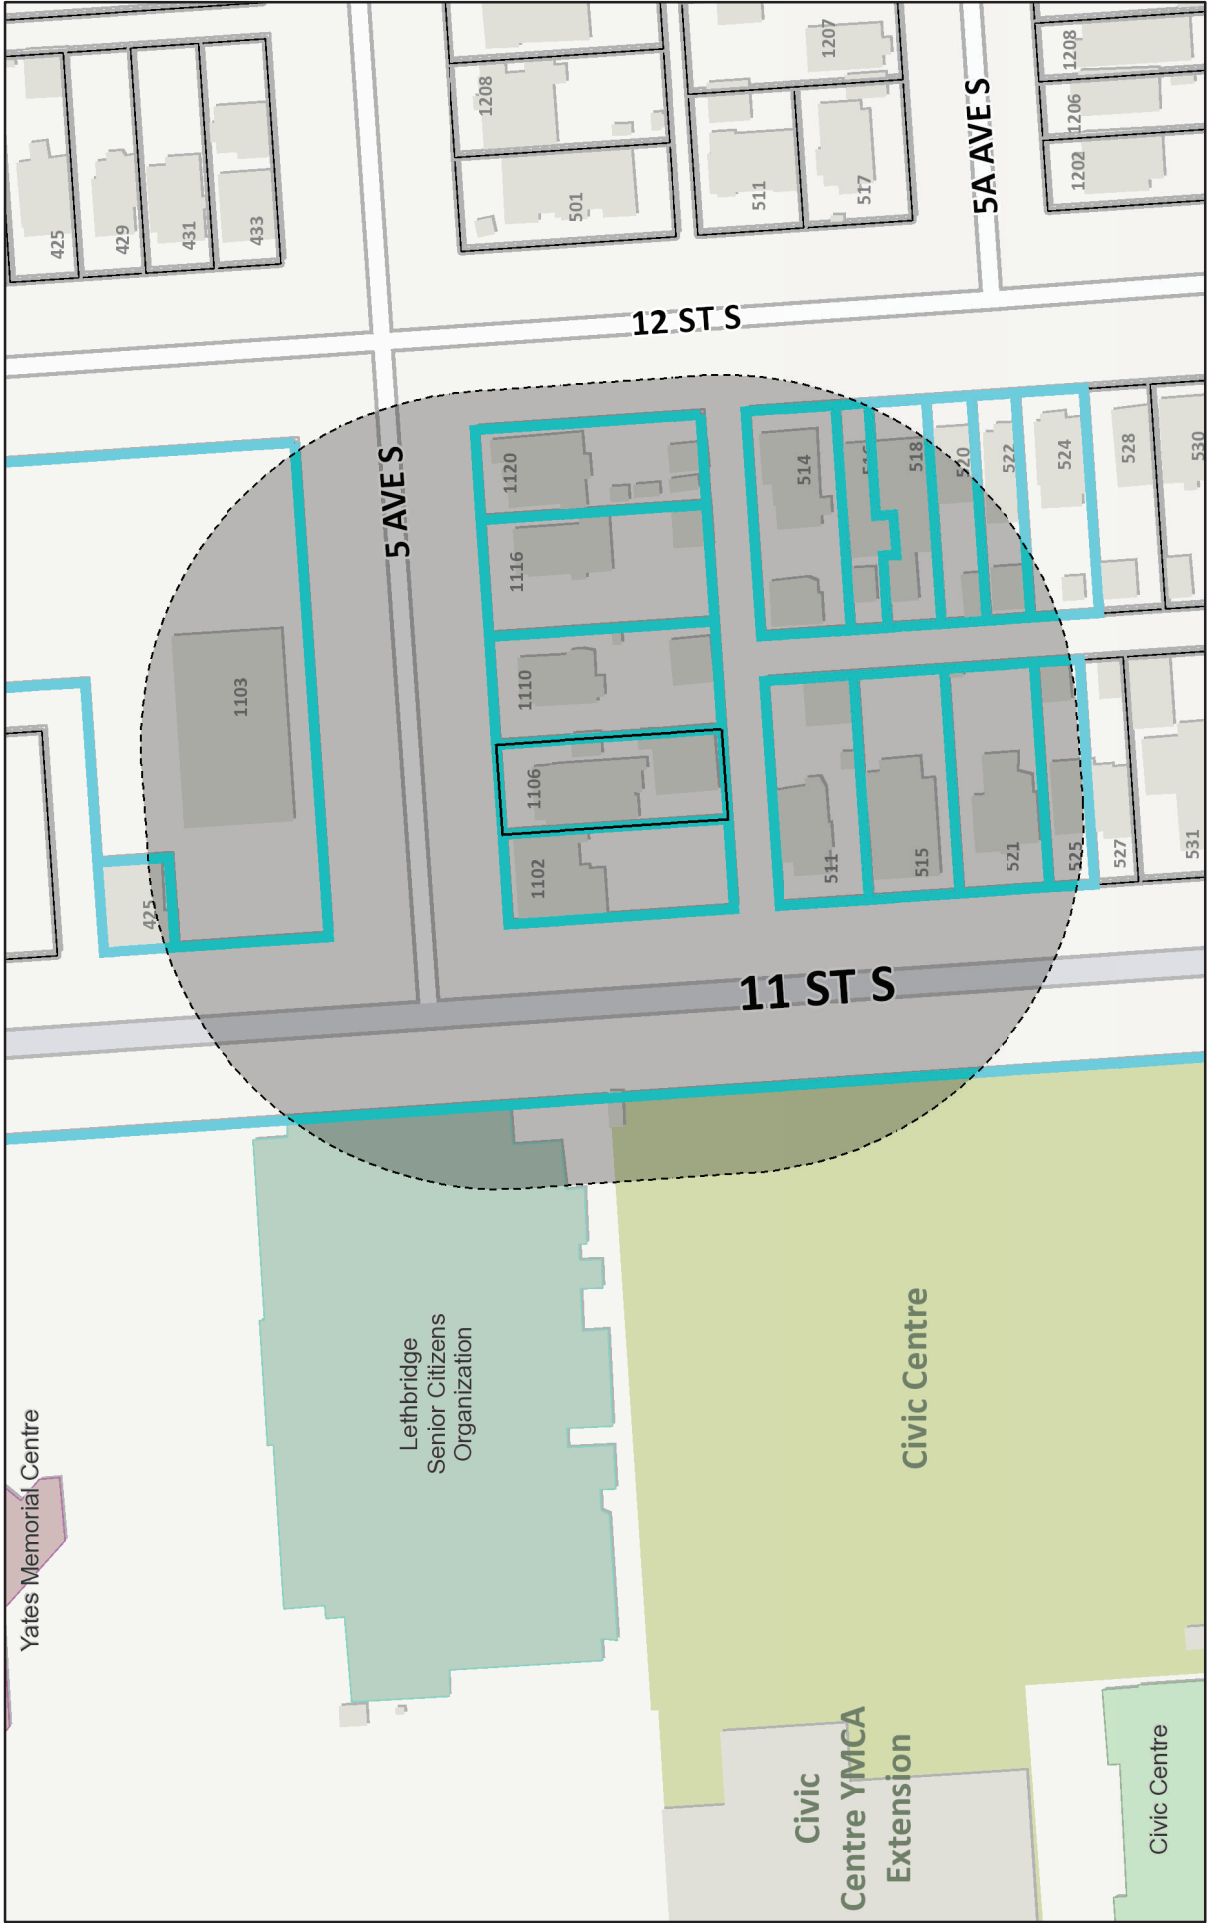 1208
1207
1208
1206
1202
425
429
431
433
501
511
517
5A AVE S
12 ST S
5 AVE S
1120
1116
1110
1106
1102
1103
425
514
516
518
520
522
524
528
530
511
515
521
525
527
531
11 ST S
Lethbridge
Senior Citizens
Organization
Civic Centre
Yates Memorial Centre
Civic
Centre YMCA
Extension
Civic Centre